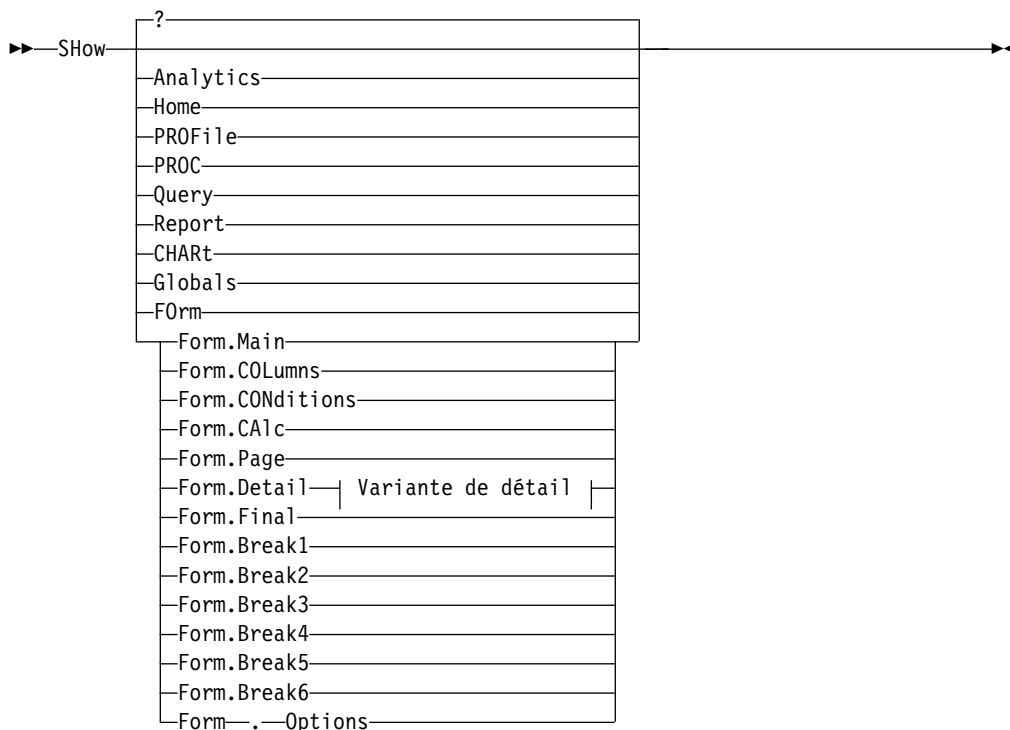 ?
SHow
Analytics
Home
PROFile
PROC
Query
Report
CHARt
Globals
FOrm
Form.Main
Form.COLumns
Form.CONditions
Form.CAlc
Form.Page
Form.Detail Variante de détail
Form.Final
Form.Break1
Form.Break2
Form.Break3
Form.Break4
Form.Break5
Form.Break6
Form . Options